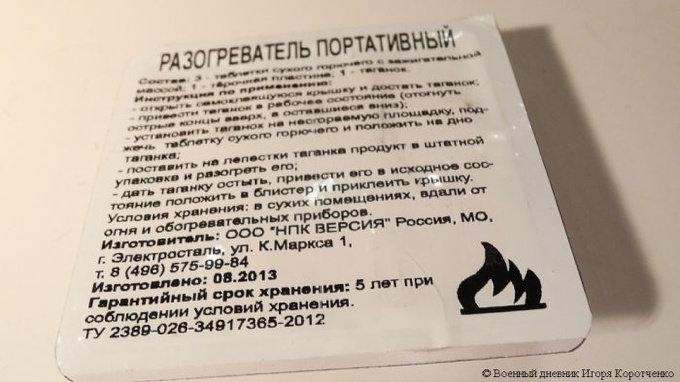 РАЗОГРЕВАТЕЛЬ ПОРТАТИВНЫЙ
Состав: 3 - таблетки сухого горючего с зажигательной
массой; 1 - тёрочная пластина; 1 - таганок.
Инструкция по применению:
- открыть самоклеящуюся крышку и достать таганок;
- привести таганок в рабочее состояние (отогнуть
острые концы вверх, а оставшиеся вниз);
- установить таганок на несгораемую площадку, под-
жечь таблетку сухого горючего и положить на дно
таганка;
- поставить на лепестки таганка продукт в штатной
упаковке и разогреть его;
- дать таганку остыть, привести его в исходное сос-
тояние положить в блистер и приклеить крышку.
Условия хранения: в сухих помещениях, вдали от
огня и обогревательных приборов.
Изготовитель: ООО "НПК ВЕРСИЯ" Россия, МО,
г. Электросталь, ул. К.Маркса 1,
т. 8 (496) 575-99-84
Изготовлено: 08.2013
Гарантийный срок хранения: 5 лет при
соблюдении условий хранения.
ТУ 2389-026-34917365-2012
© Военный дневник Игоря Коротченко